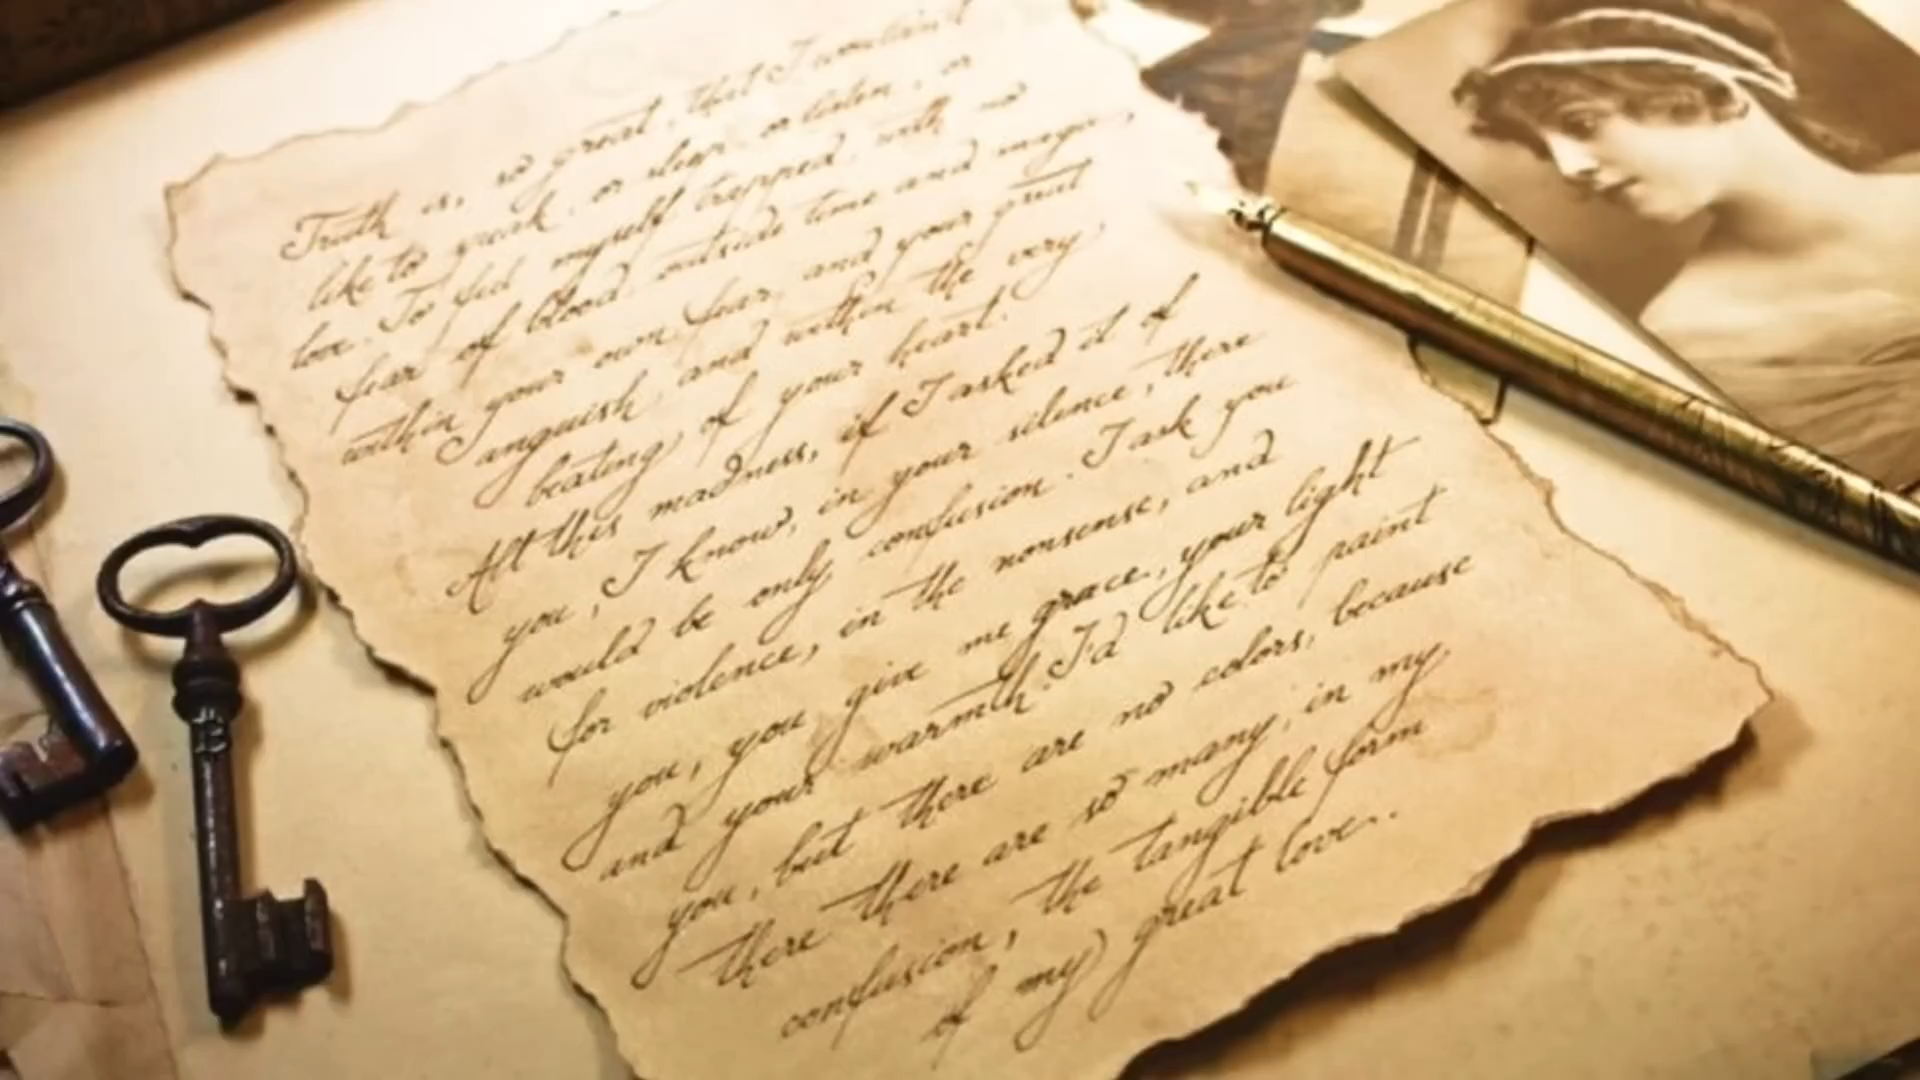 Truth is, so great, that I wouldn't
like to speak, or sleep, or listen, or
love. To feel myself trapped, with no
fear of blood, outside time and magic,
within your own fear, and your great
anguish, and within the very
beating of your heart.
All this madness, if I asked it of
you, I know, in your silence, there
would be only confusion. I ask you
for violence, in the nonsense, and
you, you give me grace, your light
and your warmth. I'd like to paint
you, but there are no colors, because
there there are so many, in my
confusion, the tangible form
of my great love..